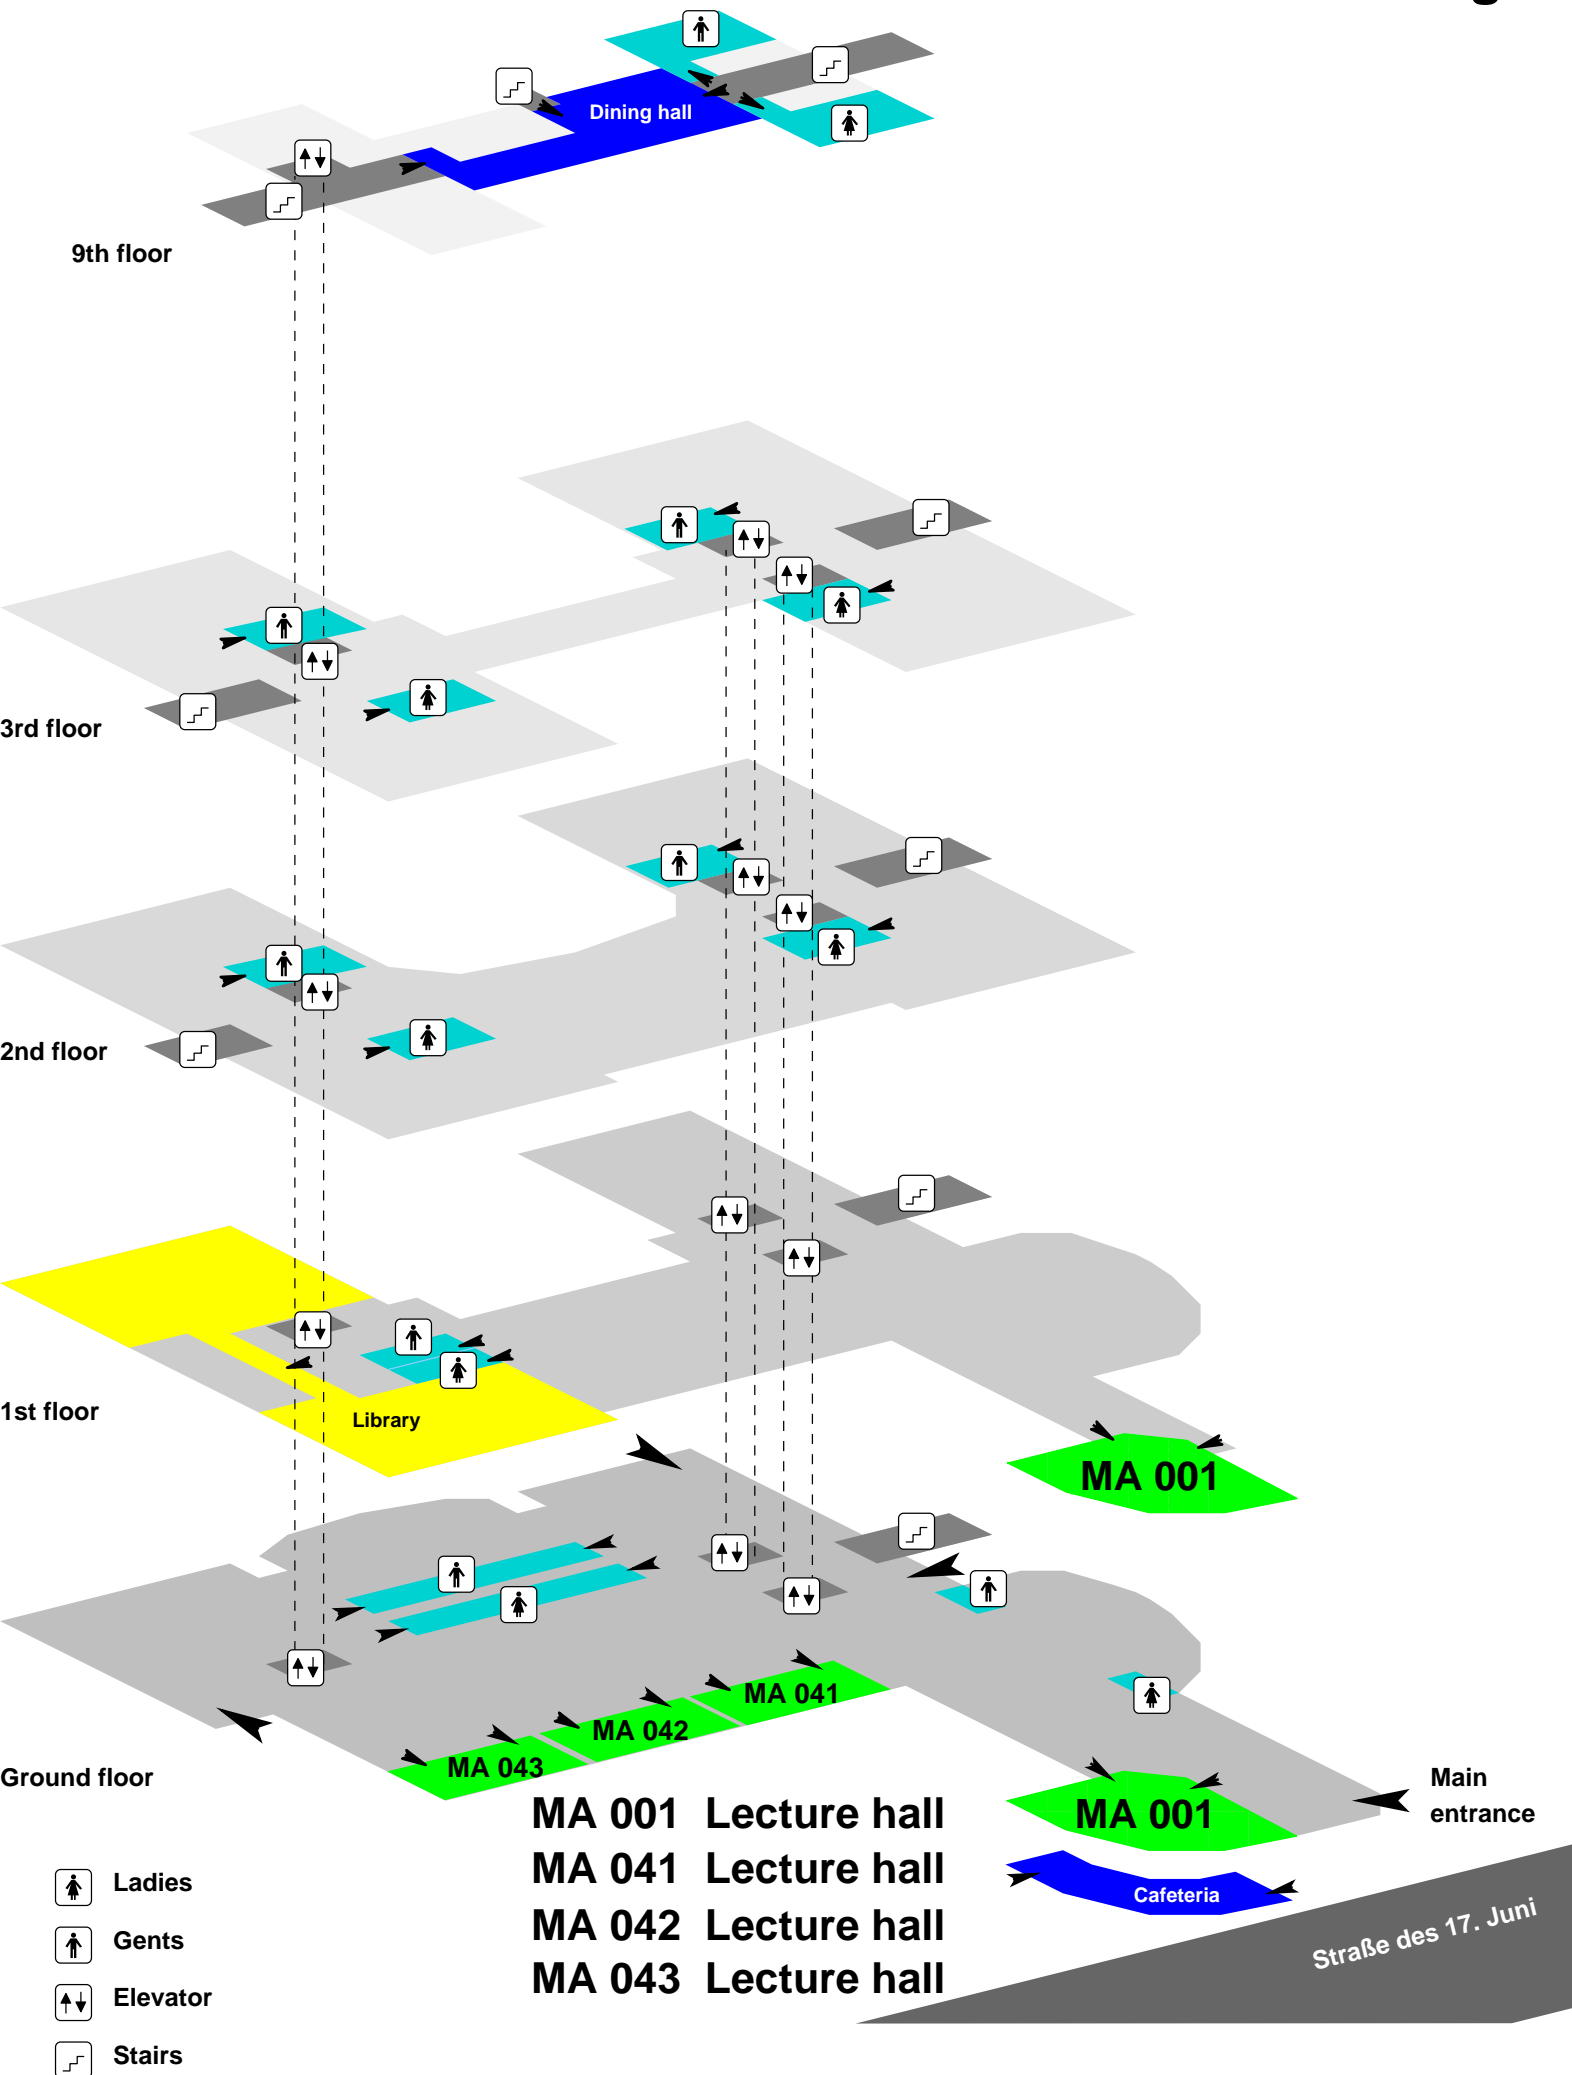 Dining hall
9th floor
3rd floor
2nd floor
1st floor
Library
MA 001
MA 041
MA 042
MA 043
Ground floor
MA 001
Main
entrance
MA 001 Lecture hall
MA 041 Lecture hall
MA 042 Lecture hall
MA 043 Lecture hall
Cafeteria
Straße des 17. Juni
Ladies
Gents
Elevator
Stairs